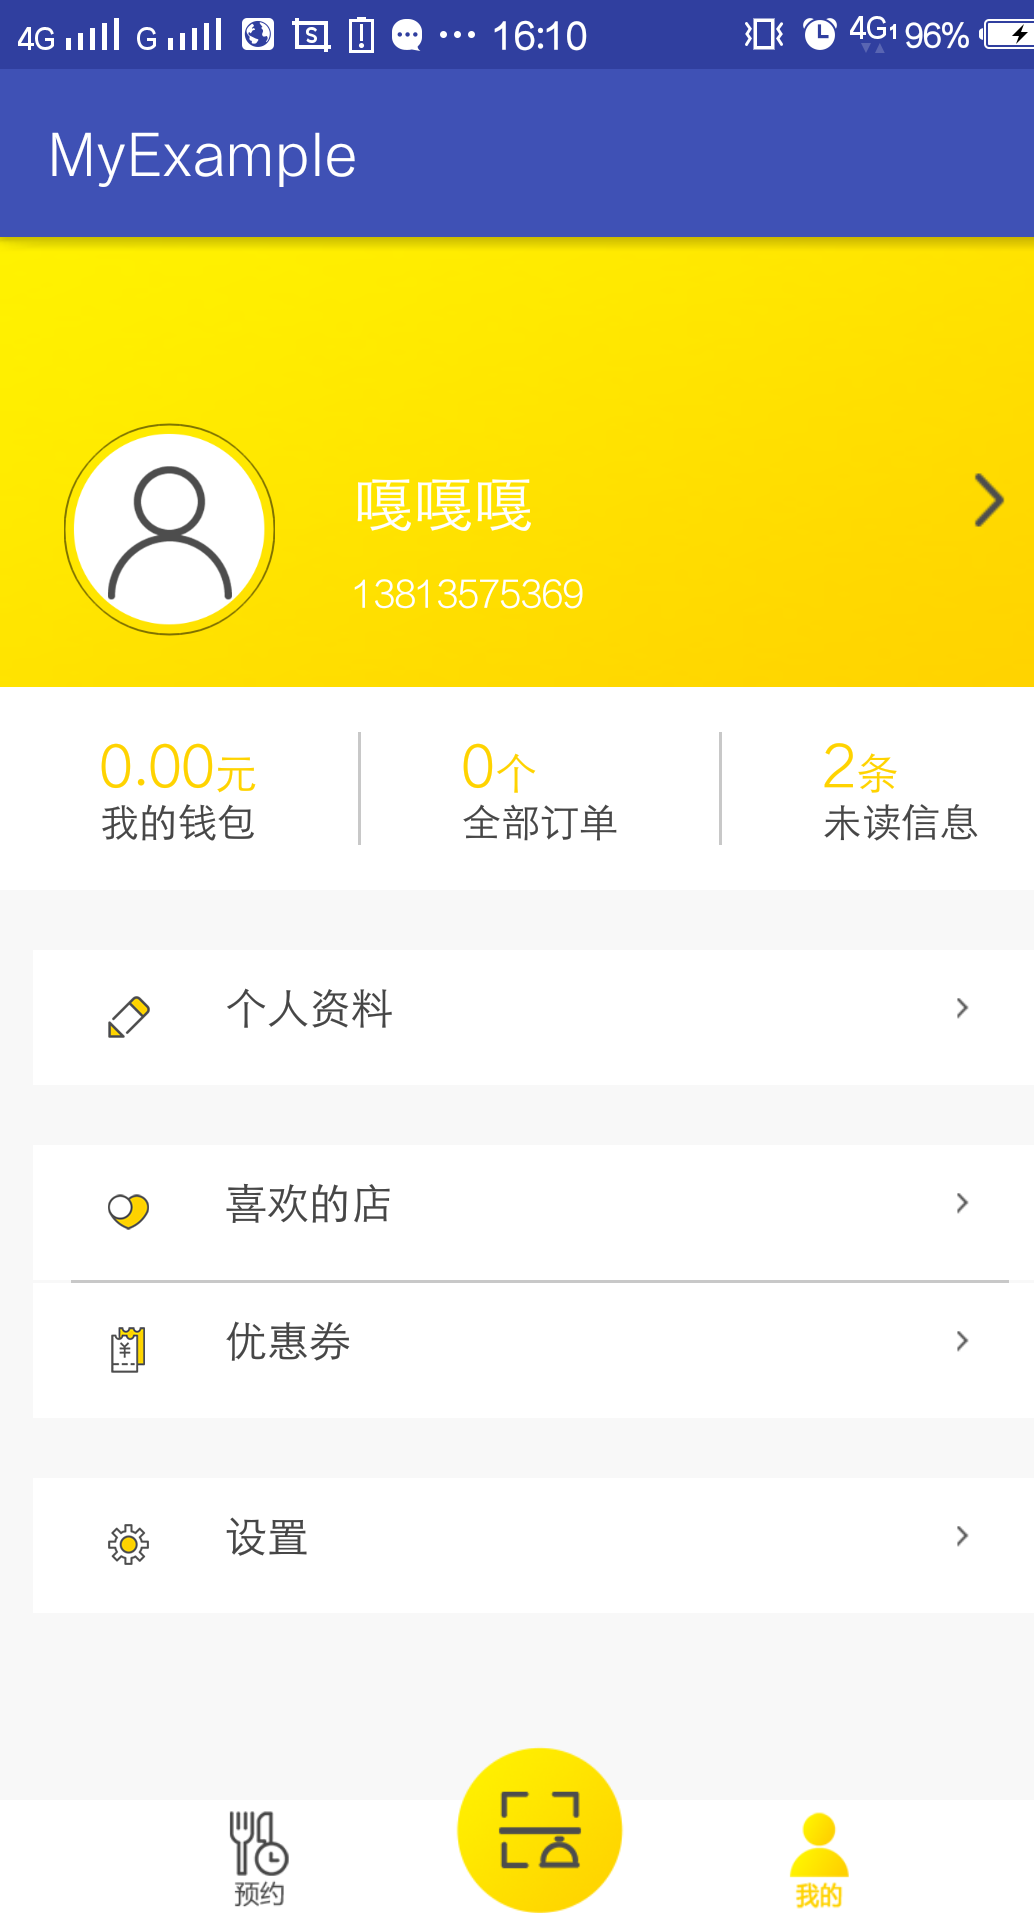 4G G 16:10 4G1 96%
MyExample
嘎嘎嘎
13813575369
0.00元 0个 2条
我的钱包 全部订单 未读信息
个人资料
喜欢的店
优惠券
设置
预约 我的